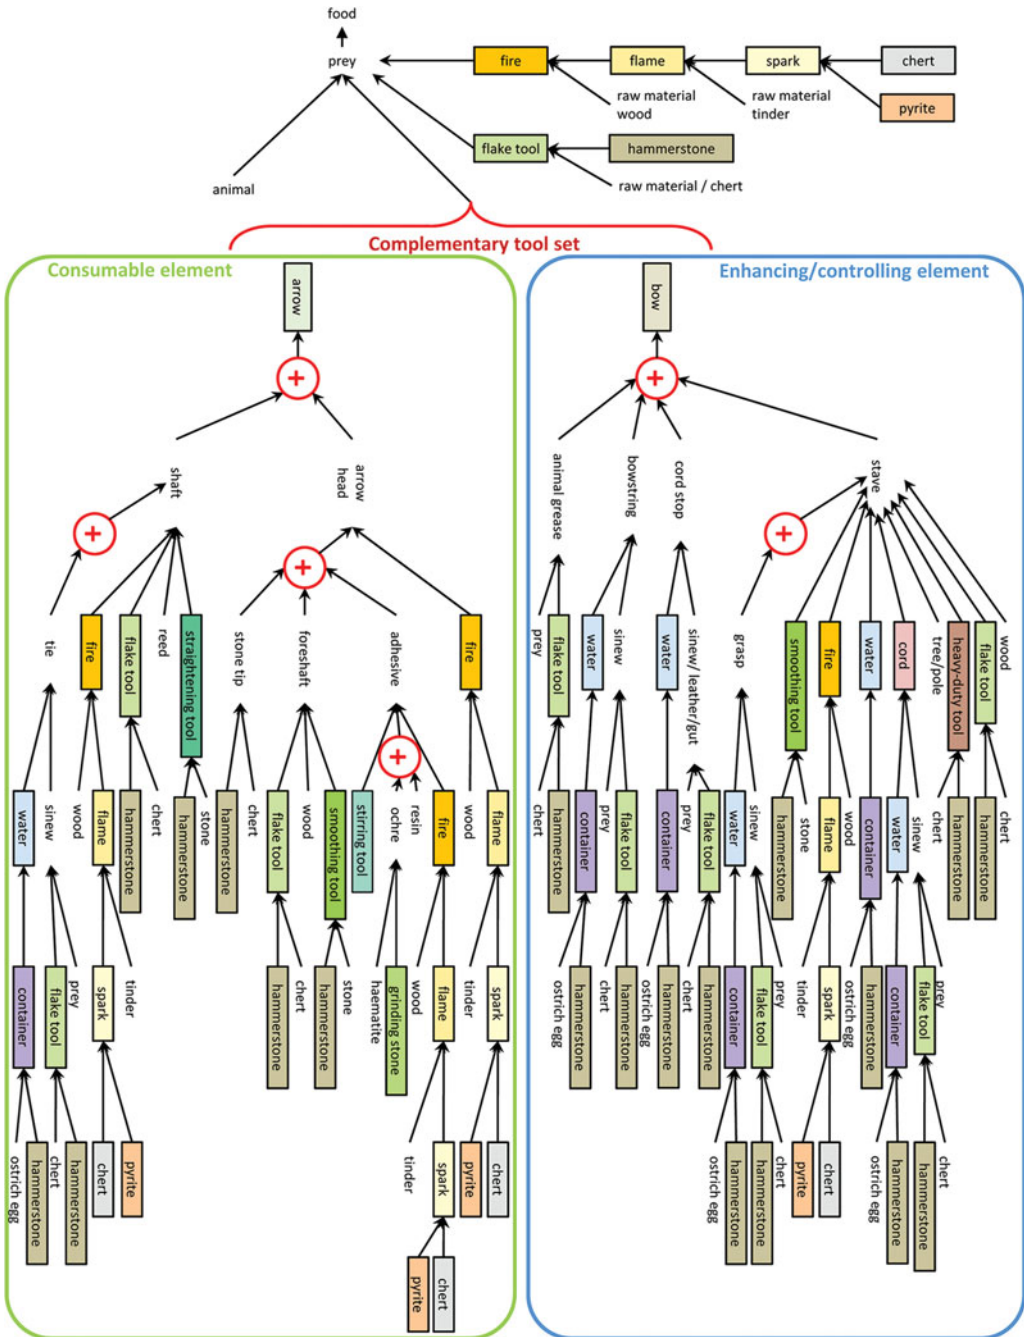 food
prey
fire
flame
spark
chert
raw material
wood
raw material
tinder
pyrite
flake tool
hammerstone
animal
raw material / chert
Complementary tool set
Consumable element
Enhancing/controlling element
arrow
bow
shaft
arrow
head
animal grease
bowstring
cord stop
stave
tie
fire
flake tool
reed
straightening tool
stone tip
foreshaft
adhesive
fire
prey
flake tool
water
sinew
water
sinew/ leather/gut
grasp
smoothing tool
fire
water
cord
tree/pole
heavy-duty tool
flake tool
wood
water
sinew
wood
flame
hammerstone
chert
hammerstone
stone
hammerstone
chert
flake tool
wood
smoothing tool
stirring tool
ochre
resin
fire
wood
flame
chert
hammerstone
container
prey
flake tool
container
prey
flake tool
water
sinew
hammerstone
stone
flame
wood
container
water
sinew
chert
hammerstone
hammerstone
chert
container
flake tool
prey
spark
tinder
hammerstone
chert
hammerstone
stone
haematite
grinding stone
wood
flame
tinder
spark
ostrich egg
hammerstone
chert
hammerstone
ostrich egg
hammerstone
chert
hammerstone
container
flake tool
prey
tinder
spark
ostrich egg
hammerstone
container
flake tool
prey
ostrich egg
hammerstone
chert
hammerstone
chert
pyrite
tinder
spark
pyrite
chert
ostrich egg
hammerstone
hammerstone
chert
pyrite
chert
ostrich egg
hammerstone
hammerstone
chert
pyrite
chert